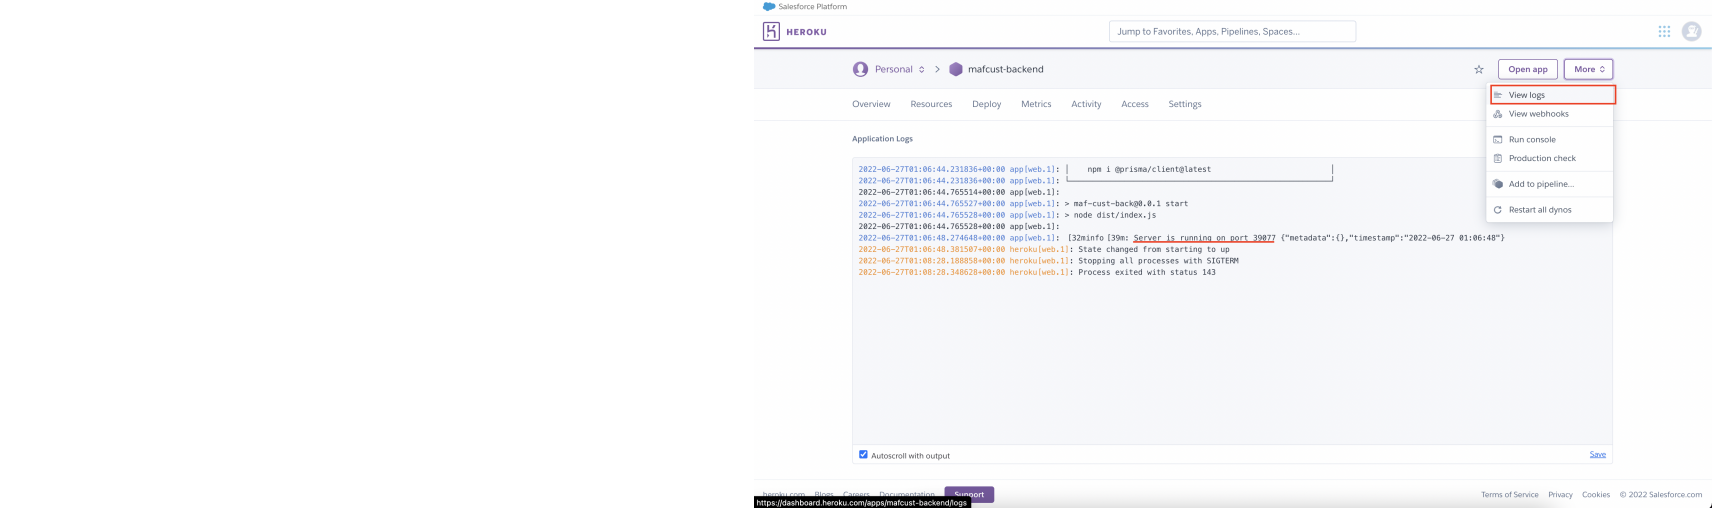 Salesforce Platform
HEROKU
Jump to Favorites, Apps, Pipelines, Spaces...
Personal > mafcust-backend
Open app
More
View logs
View webhooks
Run console
Production check
Add to pipeline...
Restart all dynos
Overview Resources Deploy Metrics Activity Access Settings
Application Logs
2022-06-27T01:06:44.231836+00:00 app[web.1]: │ npm i @prisma/client@latest │
2022-06-27T01:06:44.231836+00:00 app[web.1]: └─────────────────────────┘
2022-06-27T01:06:44.765514+00:00 app[web.1]:
2022-06-27T01:06:44.765527+00:00 app[web.1]: > maf-cust-back@0.0.1 start
2022-06-27T01:06:44.765528+00:00 app[web.1]: > node dist/index.js
2022-06-27T01:06:44.765528+00:00 app[web.1]:
2022-06-27T01:06:48.274648+00:00 app[web.1]: [32minfo [39m: Server is running on port 39077 {"metadata":{},"timestamp":"2022-06-27 01:06:48"}
2022-06-27T01:06:48.381507+00:00 heroku[web.1]: State changed from starting to up
2022-06-27T01:08:28.188858+00:00 heroku[web.1]: Stopping all processes with SIGTERM
2022-06-27T01:08:28.348628+00:00 heroku[web.1]: Process exited with status 143
Autoscroll with output
Save
heroku.com Blogs Careers Documentation Support
Terms of Service Privacy Cookies © 2022 Salesforce.com
https://dashboard.heroku.com/apps/mafcust-backend/logs